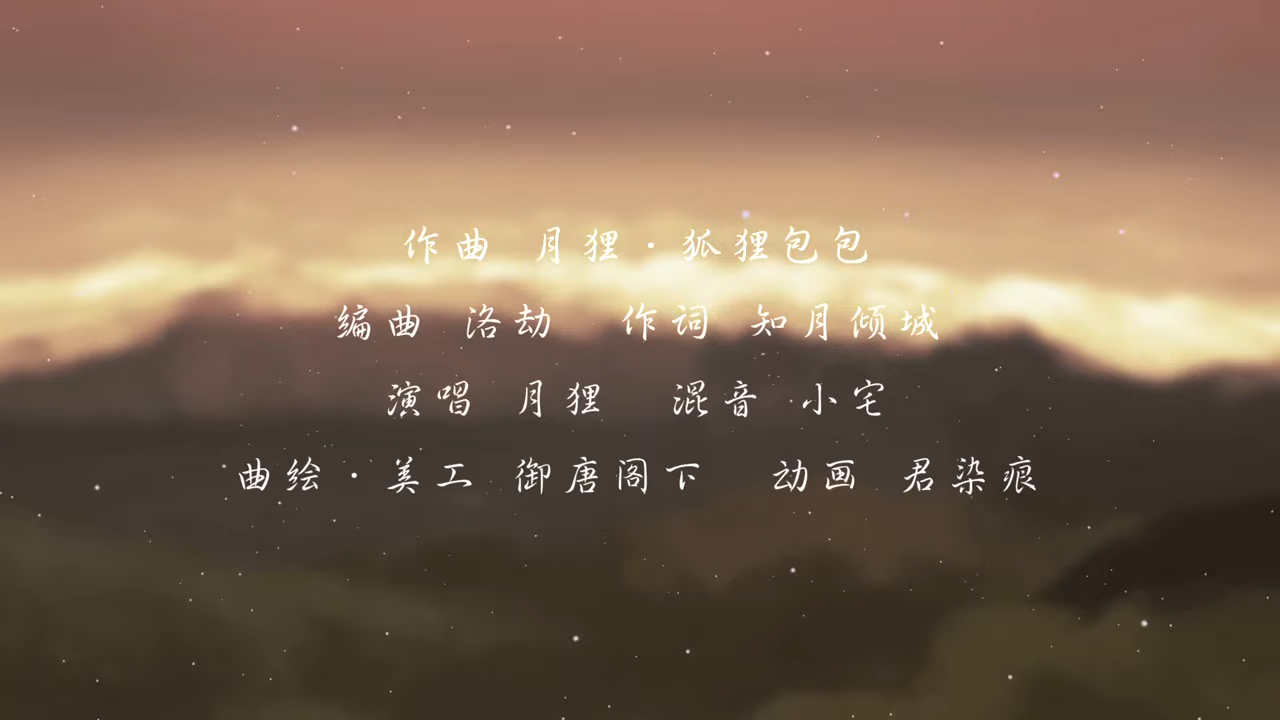 作曲 月狸·狐狸包包
编曲 洛劫 作词 知月倾城
演唱 月狸 混音 小宅
曲绘·美工 御唐阁下 动画 君染痕